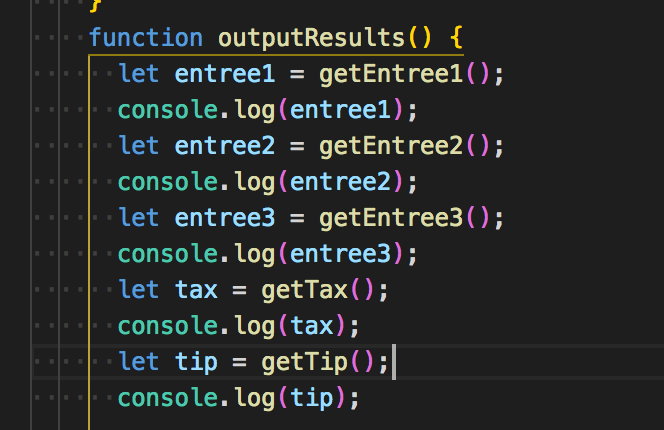 }
function outputResults() {
let entree1 = getEntree1();
console.log(entree1);
let entree2 = getEntree2();
console.log(entree2);
let entree3 = getEntree3();
console.log(entree3);
let tax = getTax();
console.log(tax);
let tip = getTip();
console.log(tip);